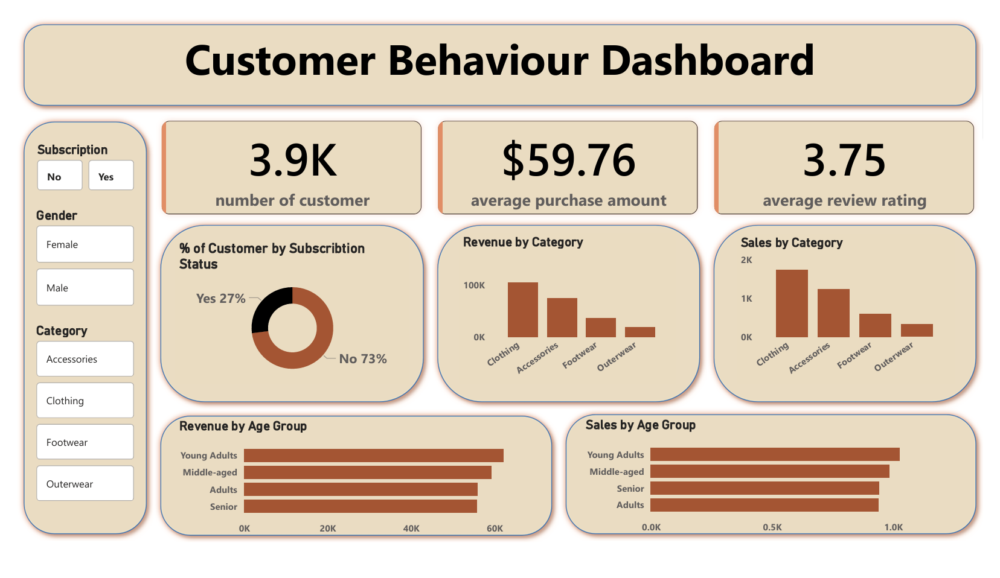 Customer Behaviour Dashboard
Subscription
No
Yes
Gender
Female
Male
Category
Accessories
Clothing
Footwear
Outerwear
3.9K
number of customer
$59.76
average purchase amount
3.75
average review rating
% of Customer by Subscribtion
Status
Yes 27%
No 73%
Revenue by Category
100K
0K
Clothing
Accessories
Footwear
Outerwear
Sales by Category
2K
1K
0K
Clothing
Accessories
Footwear
Outerwear
Revenue by Age Group
Young Adults
Middle-aged
Adults
Senior
0K 20K 40K 60K
Sales by Age Group
Young Adults
Middle-aged
Senior
Adults
0.0K 0.5K 1.0K